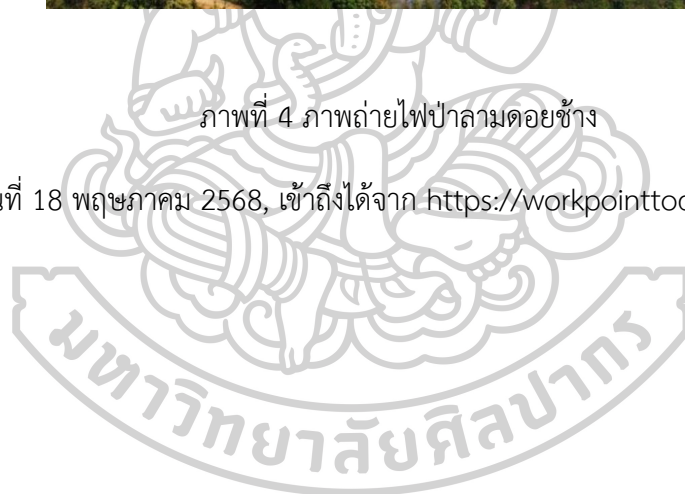 ภาพที่ 4 ภาพถ่ายไฟป่าลามดอยช้าง
ที่ 18 พฤษภาคม 2568, เข้าถึงได้จาก https://workpointtoc
มหาวิทยาลัยศิลปากร